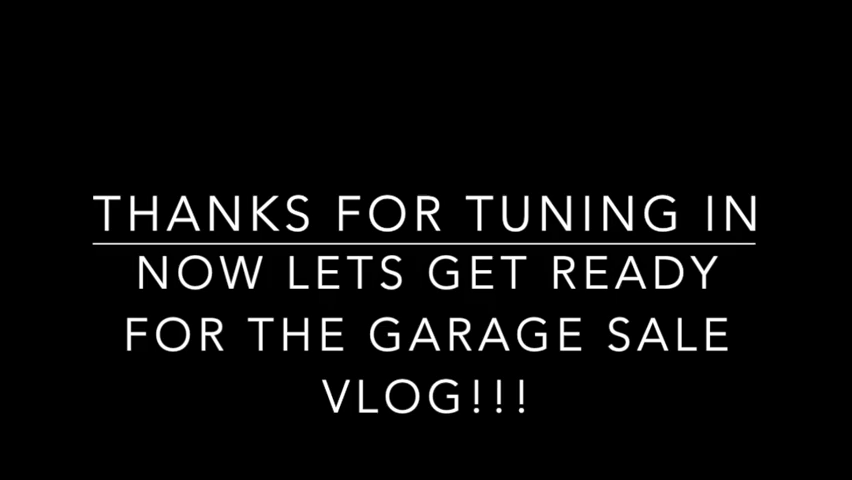 THANKS FOR TUNING IN
NOW LETS GET READY
FOR THE GARAGE SALE
VLOG!!!